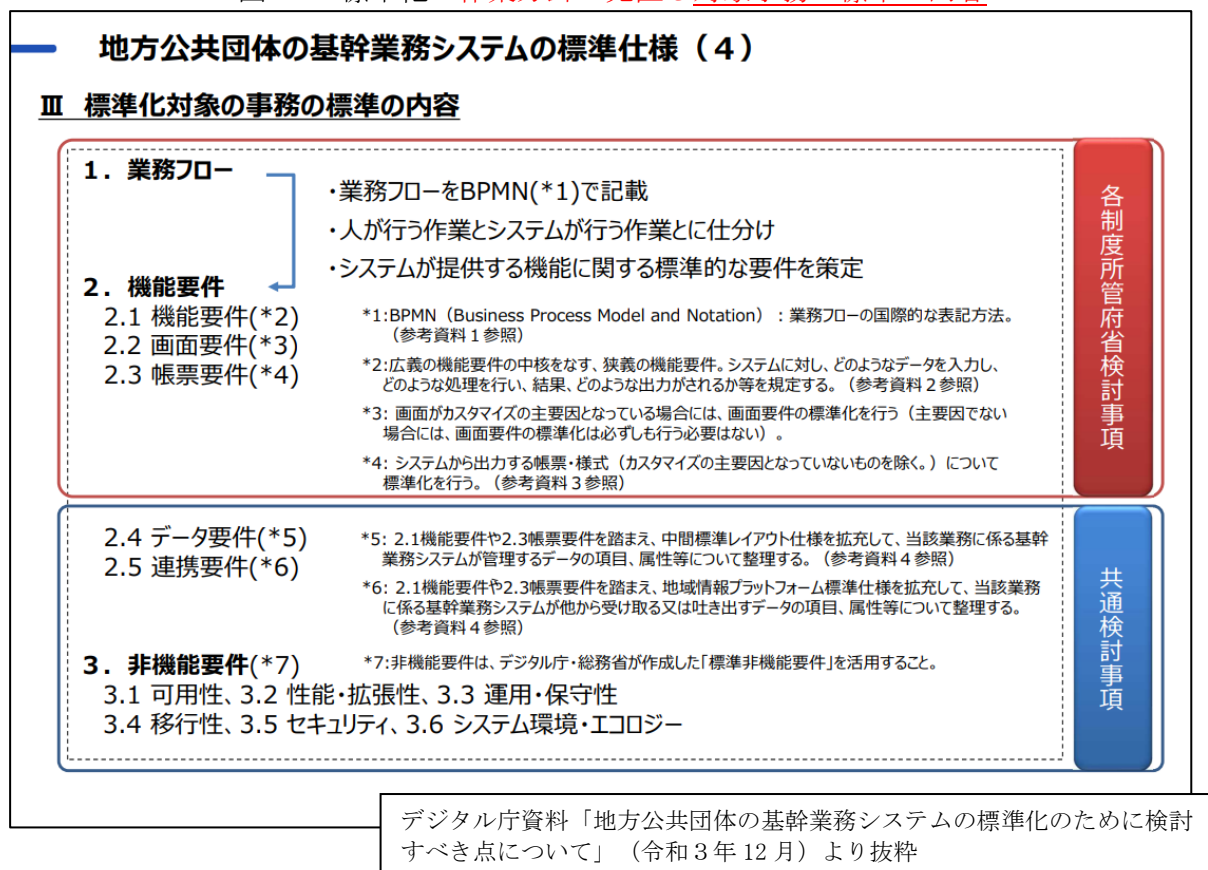 地方公共団体の基幹業務システムの標準仕様（４）
Ⅲ 標準化対象の事務の標準の内容
１．業務フロー
・業務フローをBPMN(*1)で記載
・人が行う作業とシステムが行う作業とに仕分け
・システムが提供する機能に関する標準的な要件を策定
２．機能要件
2.1 機能要件(*2)
2.2 画面要件(*3)
2.3 帳票要件(*4)
*1:BPMN（Business Process Model and Notation）：業務フローの国際的な表記方法。
（参考資料１参照）
*2:広義の機能要件の中核をなす、狭義の機能要件。システムに対し、どのようなデータを入力し、
どのような処理を行い、結果、どのような出力がされるか等を規定する。（参考資料２参照）
*3: 画面がカスタマイズの主要因となっている場合には、画面要件の標準化を行う（主要因でない
場合には、画面要件の標準化は必ずしも行う必要はない）。
*4: システムから出力する帳票・様式（カスタマイズの主要因となっていないものを除く。）について
標準化を行う。（参考資料３参照）
各制度所管府省検討事項
2.4 データ要件(*5)
2.5 連携要件(*6)
*5: 2.1機能要件や2.3帳票要件を踏まえ、中間標準レイアウト仕様を拡充して、当該業務に係る基幹
業務システムが管理するデータの項目、属性等について整理する。（参考資料４参照）
*6: 2.1機能要件や2.3帳票要件を踏まえ、地域情報プラットフォーム標準仕様を拡充して、当該業務
に係る基幹業務システムが他から受け取る又は吐き出すデータの項目、属性等について整理する。
（参考資料４参照）
３．非機能要件(*7)
*7:非機能要件は、デジタル庁・総務省が作成した「標準非機能要件」を活用すること。
3.1 可用性、3.2 性能・拡張性、3.3 運用・保守性
3.4 移行性、3.5 セキュリティ、3.6 システム環境・エコロジー
共通検討事項
デジタル庁資料「地方公共団体の基幹業務システムの標準化のために検討
すべき点について」（令和３年 12 月）より抜粋